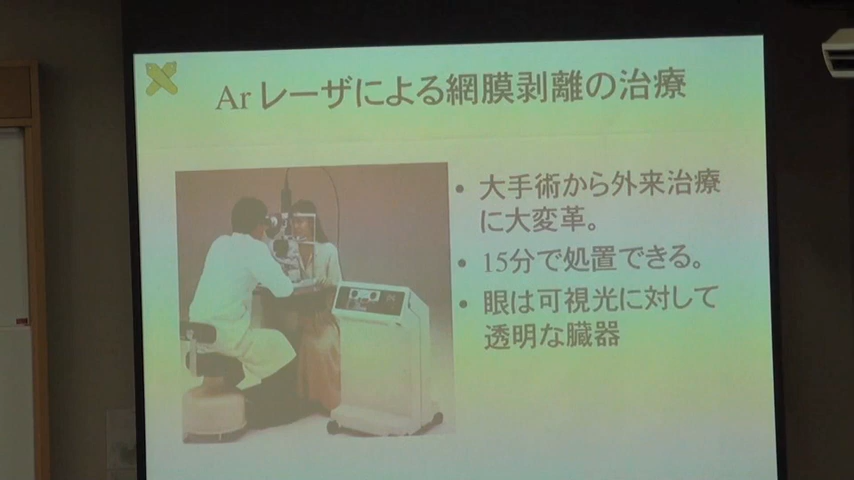 Arレーザによる網膜剥離の治療
• 大手術から外来治療
に大変革。
• 15分で処置できる。
• 眼は可視光に対して
透明な臓器